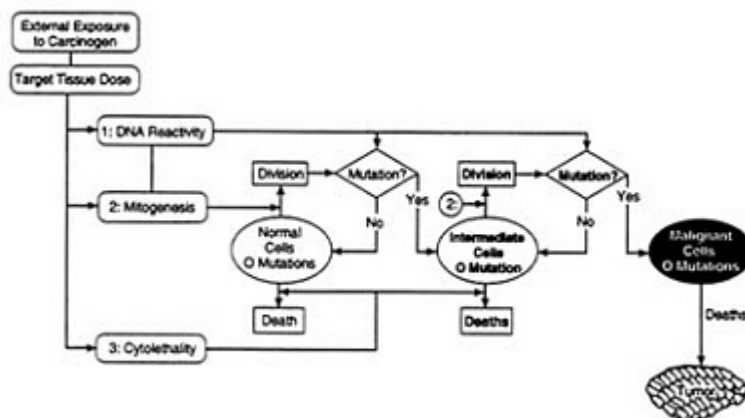 External Exposure
to Carcinogen
Target Tissue Dose
1: DNA Reactivity
Division
Mutation?
Division
Mutation?
2: Mitogenesis
2:
Yes
Yes
No
No
Normal
Cells
O Mutations
Intermediate
Cells
O Mutation
Malignant
Cells
O Mutations
Death
Deaths
Deaths
3: Cytolethality
Tumor